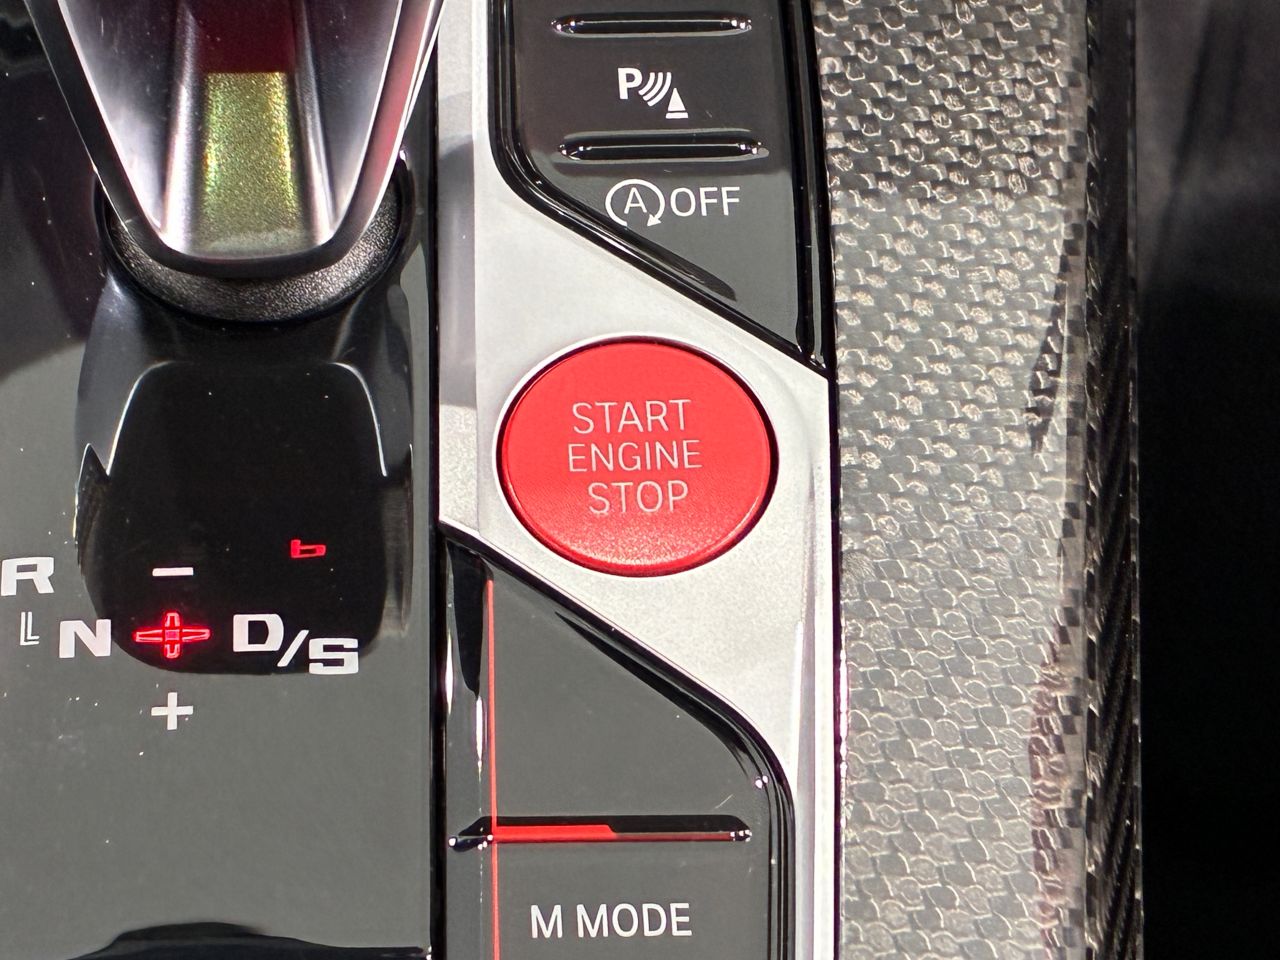 P
A OFF
START
ENGINE
STOP
R
−
N D/S
+
M MODE